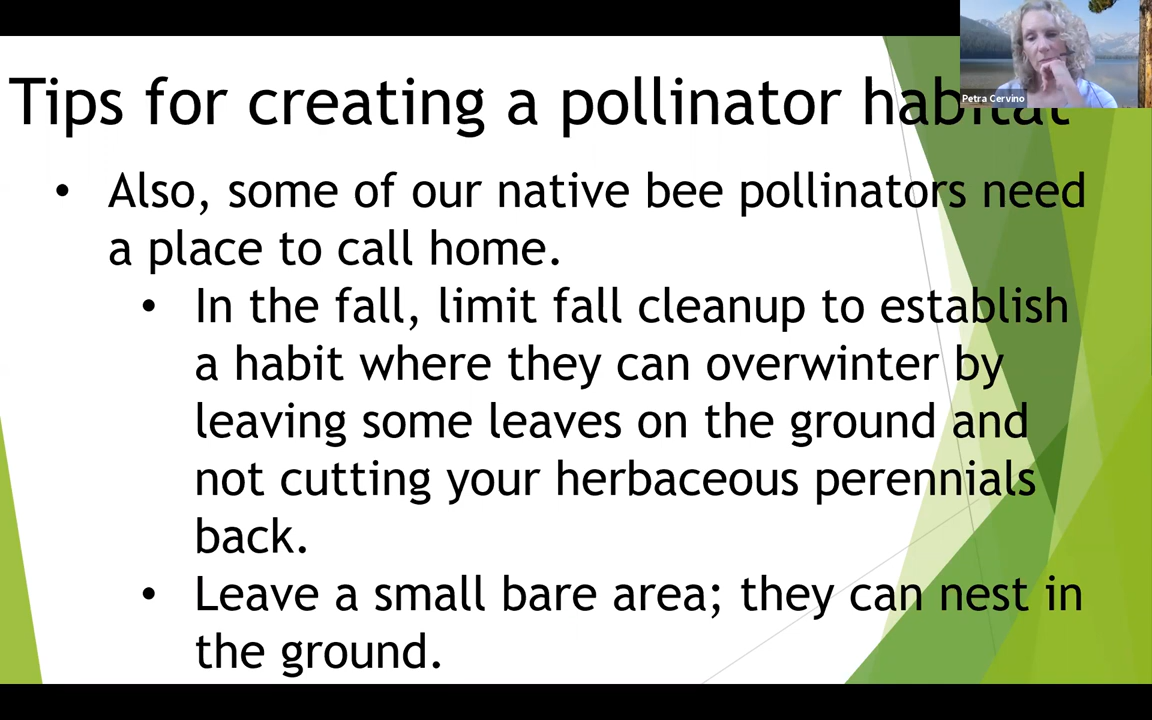 Petra Cervino
Tips for creating a pollinator habitat
• Also, some of our native bee pollinators need
a place to call home.
• In the fall, limit fall cleanup to establish
a habit where they can overwinter by
leaving some leaves on the ground and
not cutting your herbaceous perennials
back.
• Leave a small bare area; they can nest in
the ground.